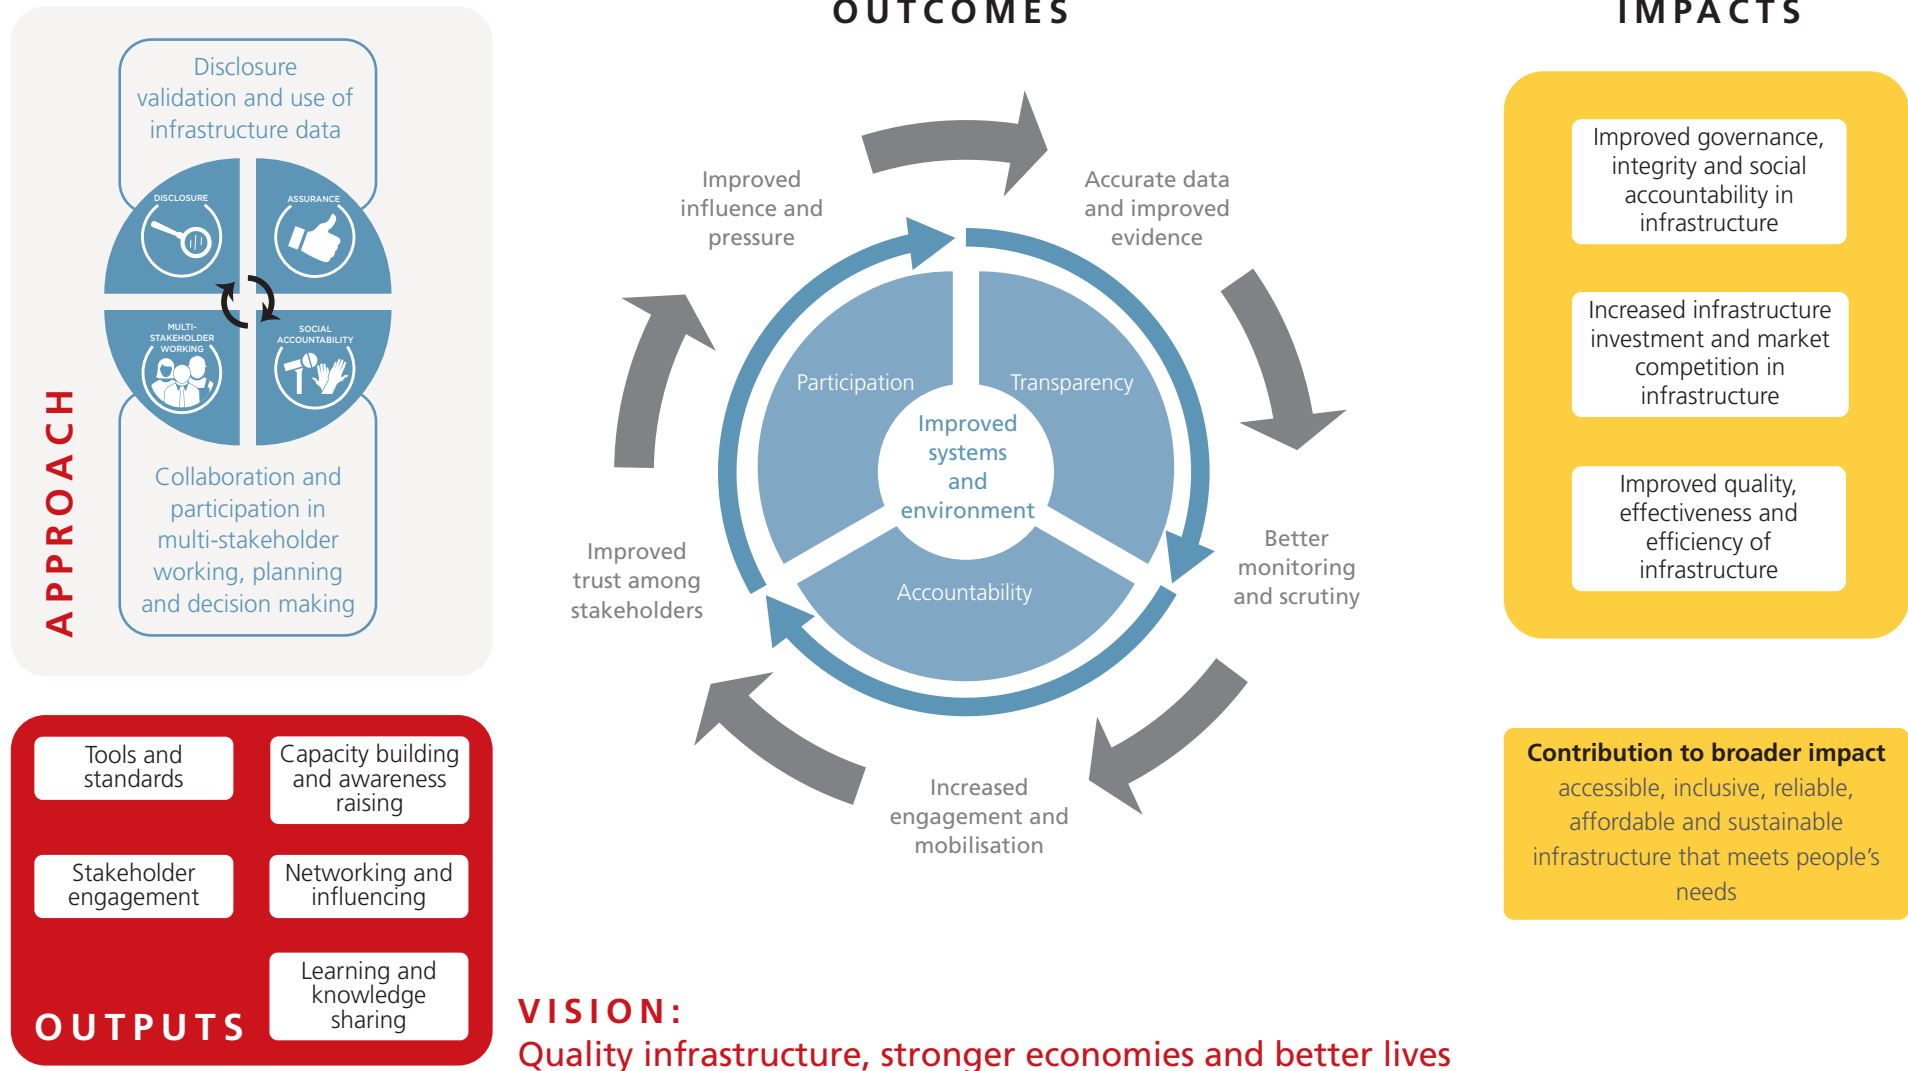 APPROACH
Disclosure
validation and use of
infrastructure data
DISCLOSURE
ASSURANCE
MULTI-
STAKEHOLDER
WORKING
SOCIAL
ACCOUNTABILITY
Collaboration and
participation in
multi-stakeholder
working, planning
and decision making
OUTPUTS
Tools and
standards
Capacity building
and awareness
raising
Stakeholder
engagement
Networking and
influencing
Learning and
knowledge
sharing
OUTCOMES
Improved
influence and
pressure
Accurate data
and improved
evidence
Better
monitoring
and scrutiny
Increased
engagement and
mobilisation
Improved
trust among
stakeholders
Participation
Transparency
Accountability
Improved
systems
and
environment
IMPACTS
Improved governance,
integrity and social
accountability in
infrastructure
Increased infrastructure
investment and market
competition in
infrastructure
Improved quality,
effectiveness and
efficiency of
infrastructure
Contribution to broader impact
accessible, inclusive, reliable,
affordable and sustainable
infrastructure that meets people’s
needs
VISION:
Quality infrastructure, stronger economies and better lives